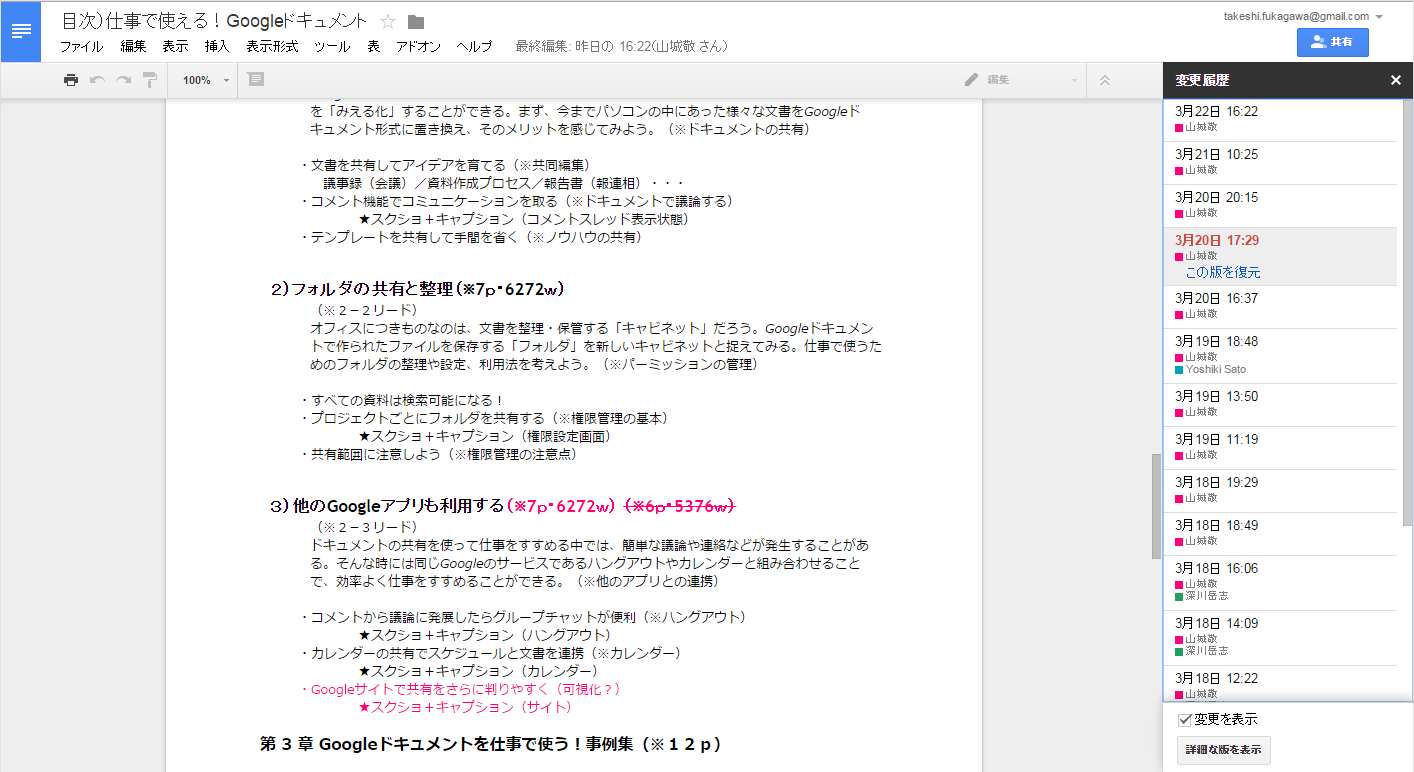 目次）仕事で使える！Googleドキュメント
takeshi.fukagawa@gmail.com
ファイル 編集 表示 挿入 表示形式 ツール 表 アドオン ヘルプ 最終編集: 昨日の 16:22(山城敬 さん)
共有
100%
編集
を「みえる化」することができる。まず、今までパソコンの中にあった様々な文書をGoogleド
キュメント形式に置き換え、そのメリットを感じてみよう。（※ドキュメントの共有）
・文書を共有してアイデアを育てる（※共同編集）
議事録（会議）／資料作成プロセス／報告書（報連相）・・・
・コメント機能でコミュニケーションを取る（※ドキュメントで議論する）
★スクショ＋キャプション（コメントスレッド表示状態）
・テンプレートを共有して手間を省く（※ノウハウの共有）
２）フォルダの共有と整理（※7ｐ・6272ｗ）
（※２－２リード）
オフィスにつきものなのは、文書を整理・保管する「キャビネット」だろう。Googleドキュメン
トで作られたファイルを保存する「フォルダ」を新しいキャビネットと捉えてみる。仕事で使うた
めのフォルダの整理や設定、利用法を考えよう。（※パーミッションの管理）
・すべての資料は検索可能になる！
・プロジェクトごとにフォルダを共有する（※権限管理の基本）
★スクショ＋キャプション（権限設定画面）
・共有範囲に注意しよう（※権限管理の注意点）
３）他のGoogleアプリも利用する（※7ｐ・6272ｗ）（※6ｐ・5376ｗ）
（※２－３リード）
ドキュメントの共有を使って仕事をすすめる中では、簡単な議論や連絡などが発生することがあ
る。そんな時には同じGoogleのサービスであるハングアウトやカレンダーと組み合わせること
で、効率よく仕事をすすめることができる。（※他のアプリとの連携）
・コメントから議論に発展したらグループチャットが便利（※ハングアウト）
★スクショ＋キャプション（ハングアウト）
・カレンダーの共有でスケジュールと文書を連携（※カレンダー）
★スクショ＋キャプション（カレンダー）
・Googleサイトで共有をさらに判りやすく（可視化？）
★スクショ＋キャプション（サイト）
第３章 Googleドキュメントを仕事で使う！事例集（※１２ｐ）
変更履歴
3月22日 16:22
山城敬
3月21日 10:25
山城敬
3月20日 20:15
山城敬
3月20日 17:29
山城敬
この版を復元
3月20日 16:37
山城敬
3月19日 18:48
山城敬
Yoshiki Sato
3月19日 13:50
山城敬
3月19日 11:19
山城敬
3月18日 19:29
山城敬
3月18日 18:49
山城敬
3月18日 16:06
山城敬
深川岳志
3月18日 14:09
山城敬
深川岳志
3月18日 12:22
山城敬
変更を表示
詳細な版を表示